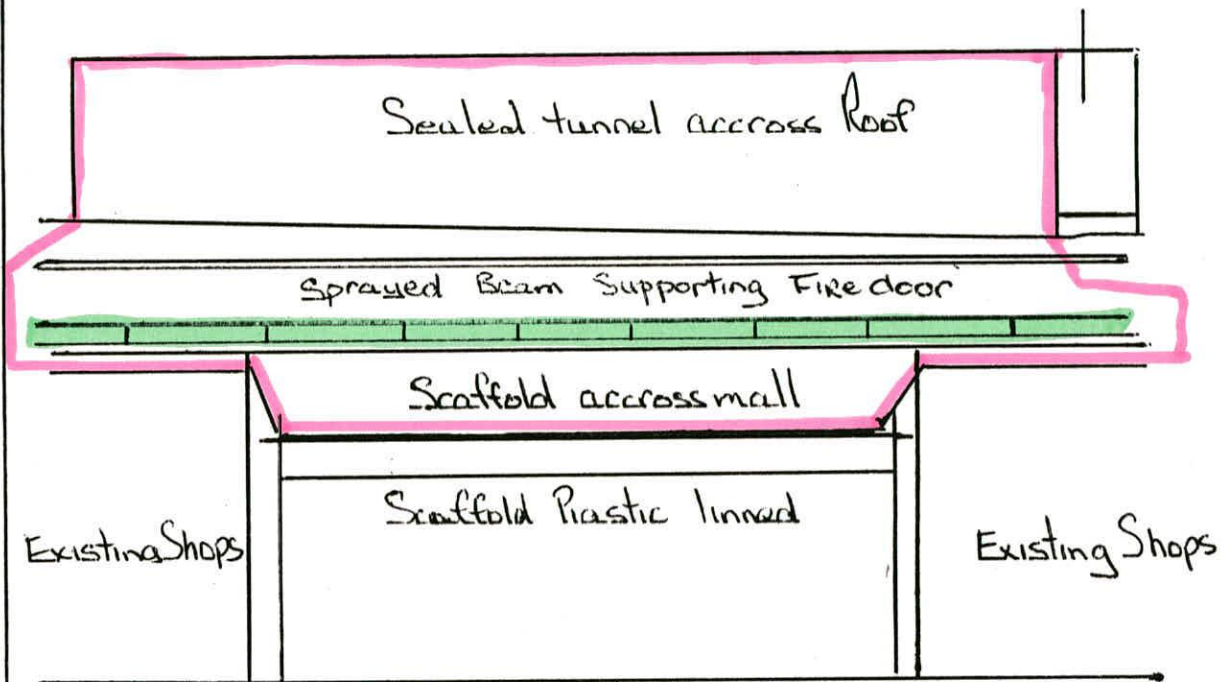 Sealed tunnel accross Roof
Sprayed Beam Supporting Fire door
Scaffold accross mall
Scaffold Plastic linned
Existing Shops
Existing Shops